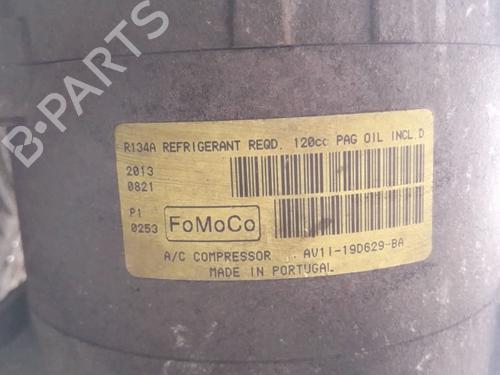 R134A REFRIGERANT REQD. 120cc PAG OIL INCL.D
2013
0821
P1
0253
FoMoCo
A/C COMPRESSOR AV11-19D629-BA
MADE IN PORTUGAL
B-PARTS